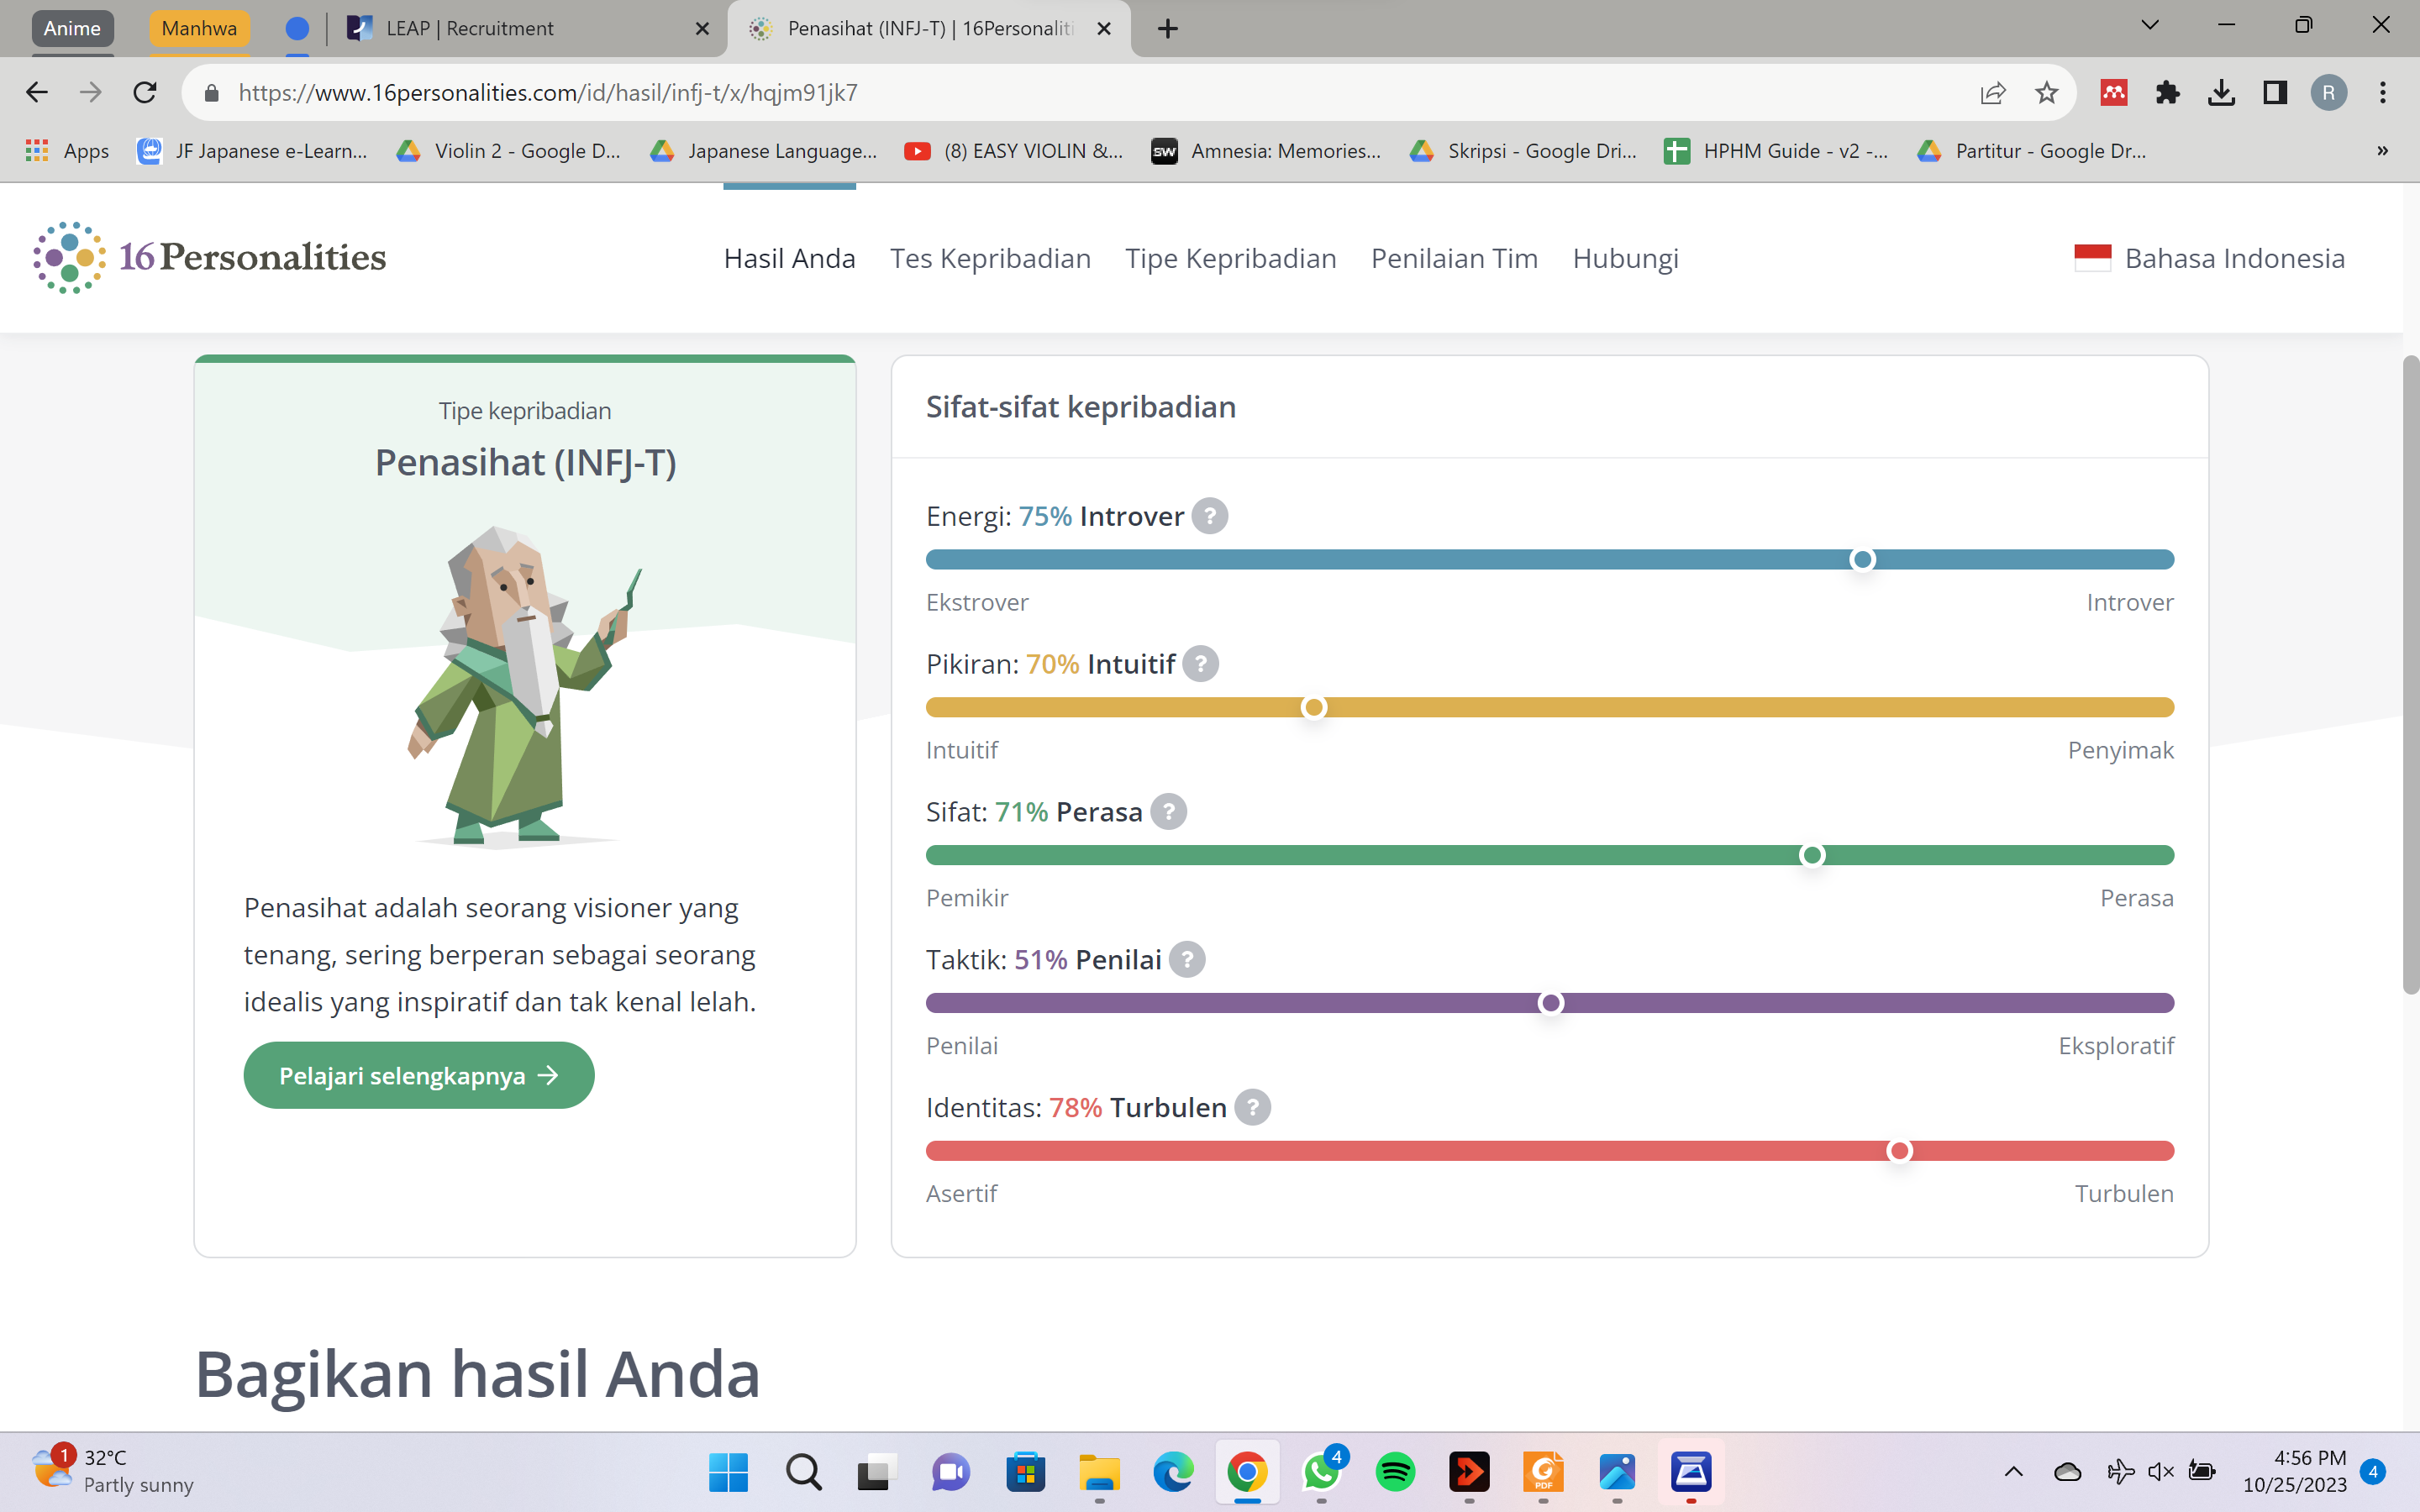 Anime
Manhwa
LEAP | Recruitment
Penasihat (INFJ-T) | 16Personaliti
https://www.16personalities.com/id/hasil/infj-t/x/hqjm91jk7
R
Apps
JF Japanese e-Learn...
Violin 2 - Google D...
Japanese Language...
(8) EASY VIOLIN &...
SW
Amnesia: Memories...
Skripsi - Google Dri...
HPHM Guide - v2 -...
Partitur - Google Dr...
»
16Personalities
Hasil Anda
Tes Kepribadian
Tipe Kepribadian
Penilaian Tim
Hubungi
Bahasa Indonesia
Tipe kepribadian
Penasihat (INFJ-T)
Penasihat adalah seorang visioner yang
tenang, sering berperan sebagai seorang
idealis yang inspiratif dan tak kenal lelah.
Pelajari selengkapnya →
Sifat-sifat kepribadian
Energi: 75% Introver ?
Ekstrover
Introver
Pikiran: 70% Intuitif ?
Intuitif
Penyimak
Sifat: 71% Perasa ?
Pemikir
Perasa
Taktik: 51% Penilai ?
Penilai
Eksploratif
Identitas: 78% Turbulen ?
Asertif
Turbulen
Bagikan hasil Anda
1
32°C
Partly sunny
4
PDF
4:56 PM
10/25/2023
4